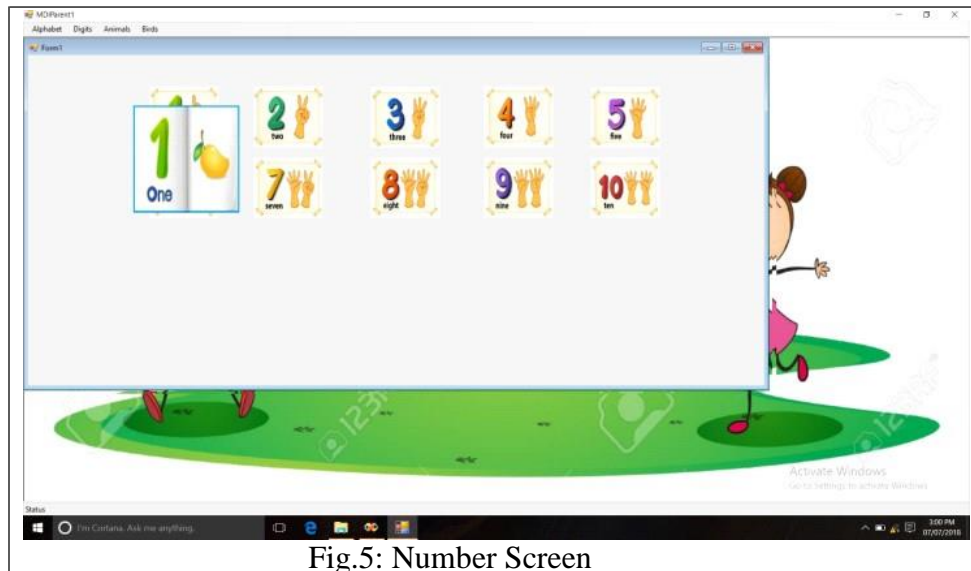 MDIParent1
Alphabet Digits Animals Birds
Form1
1 2 3 4 5
One two three four five
7 8 9 10
seven eight nine ten
123
Activate Windows
Go to Settings to activate Windows.
Status
I'm Cortana. Ask me anything.
3:00 PM
07/07/2016
Fig.5: Number Screen